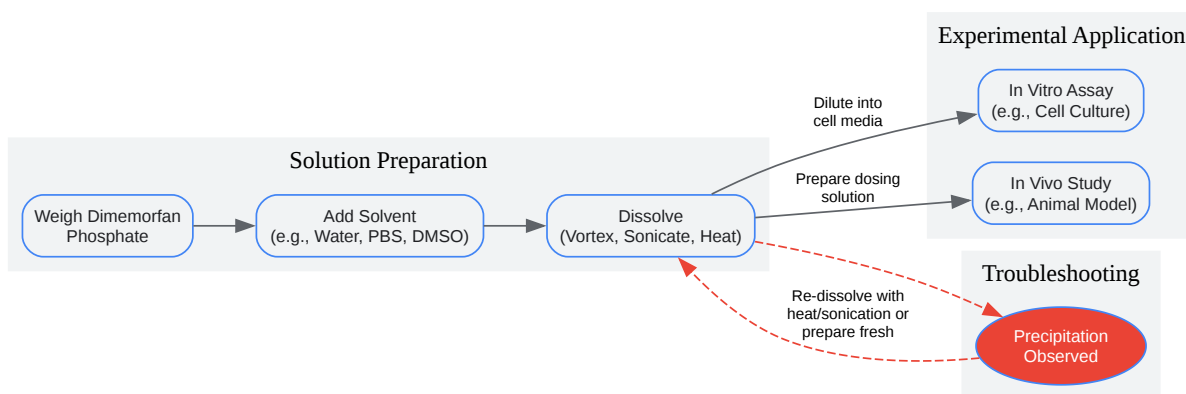 Solution Preparation
Weigh Dimemorfan
Phosphate
Add Solvent
(e.g., Water, PBS, DMSO)
Dissolve
(Vortex, Sonicate, Heat)
Dilute into
cell media
Prepare dosing
solution
Experimental Application
In Vitro Assay
(e.g., Cell Culture)
In Vivo Study
(e.g., Animal Model)
Re-dissolve with
heat/sonication or
prepare fresh
Troubleshooting
Precipitation
Observed